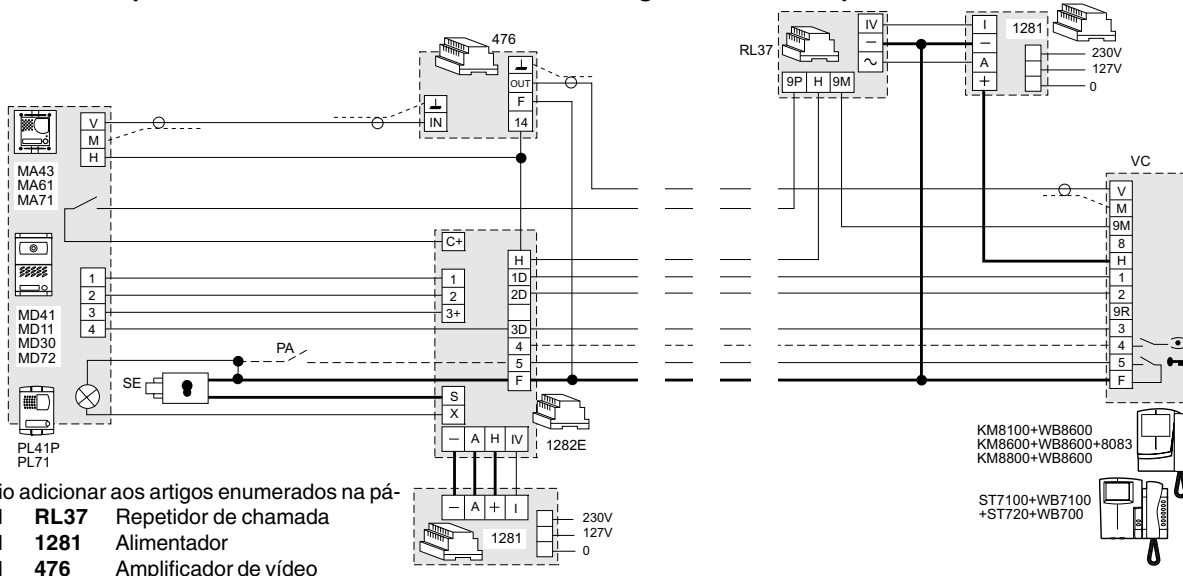 476
⏚
OUT
F
14
⏚
IN
V
M
H
MA43
MA61
MA71
1
2
3
4
MD41
MD11
MD30
MD72
PL41P
PL71
SE
PA
C+
1
2
3+
H
1D
2D
3D
4
5
F
S
X
– A H IV
1282E
– A + I
1281
230V
127V
0
RL37
IV
–
~
9P H 9M
I
–
A
+
1281
230V
127V
0
VC
V
M
9M
8
H
1
2
9R
3
4
5
F
KM8100+WB8600
KM8600+WB8600+8083
KM8800+WB8600
ST7100+WB7100
+ST720+WB700
io adicionar aos artigos enumerados na pá-
RL37 Repetidor de chamada
1281 Alimentador
476 Amplificador de vídeo